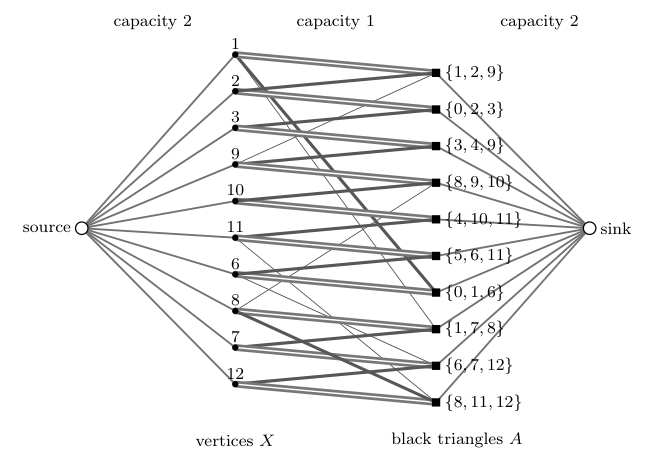 capacity 2 capacity 1 capacity 2
1
{1, 2, 9}
2
{0, 2, 3}
3
{3, 4, 9}
9
{8, 9, 10}
10
{4, 10, 11}
source
sink
11
{5, 6, 11}
6
{0, 1, 6}
8
{1, 7, 8}
7
{6, 7, 12}
12
{8, 11, 12}
vertices X black triangles A